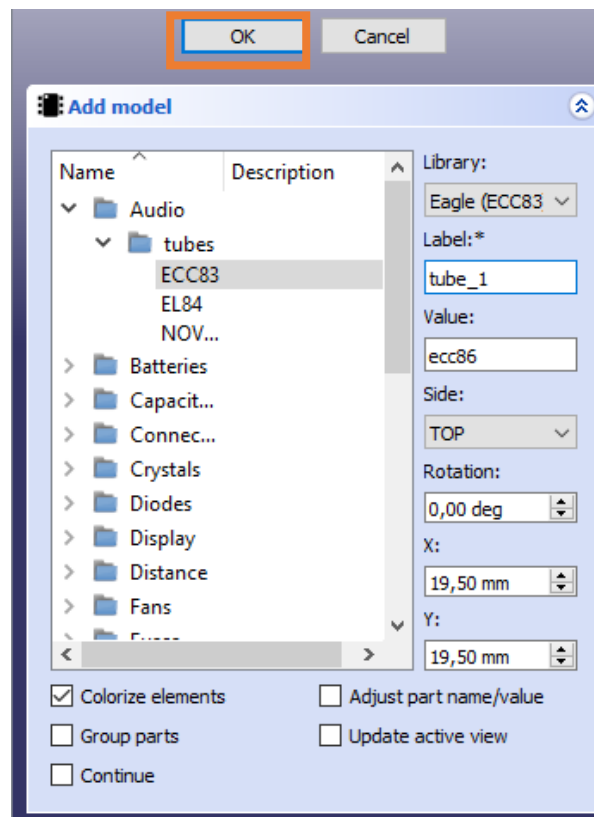 OK Cancel
Add model
Name Description
Audio
tubes
ECC83
EL84
NOV...
Batteries
Capacit...
Connec...
Crystals
Diodes
Display
Distance
Fans
Library:
Eagle (ECC83
Label:*
tube_1
Value:
ecc86
Side:
TOP
Rotation:
0,00 deg
X:
19,50 mm
Y:
19,50 mm
Colorize elements Adjust part name/value
Group parts Update active view
Continue